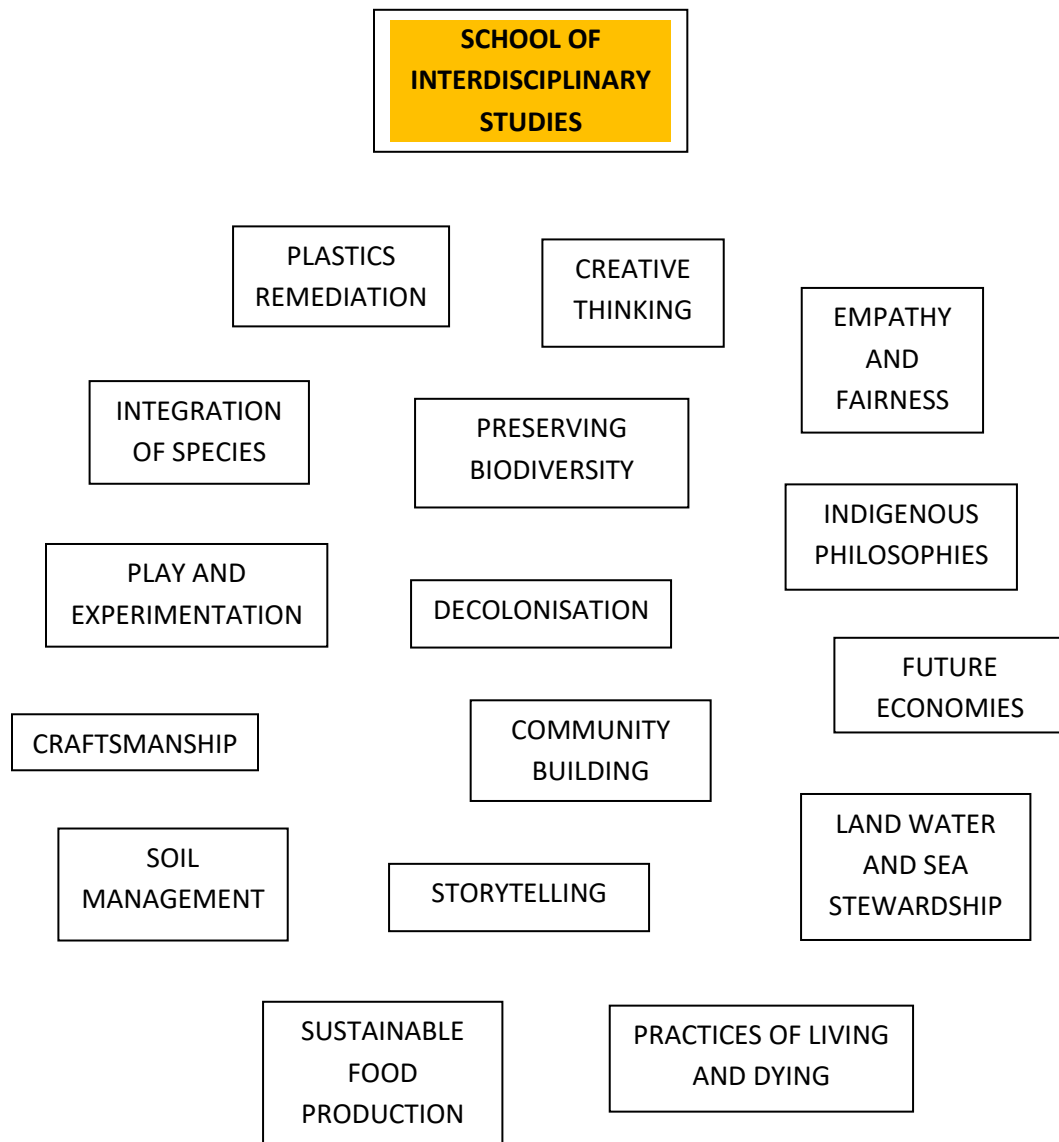 SCHOOL OF
INTERDISCIPLINARY
STUDIES
PLASTICS
REMEDIATION
CREATIVE
THINKING
EMPATHY
AND
FAIRNESS
INTEGRATION
OF SPECIES
PRESERVING
BIODIVERSITY
INDIGENOUS
PHILOSOPHIES
PLAY AND
EXPERIMENTATION
DECOLONISATION
FUTURE
ECONOMIES
CRAFTSMANSHIP
COMMUNITY
BUILDING
LAND WATER
AND SEA
STEWARDSHIP
SOIL
MANAGEMENT
STORYTELLING
SUSTAINABLE
FOOD
PRODUCTION
PRACTICES OF LIVING
AND DYING